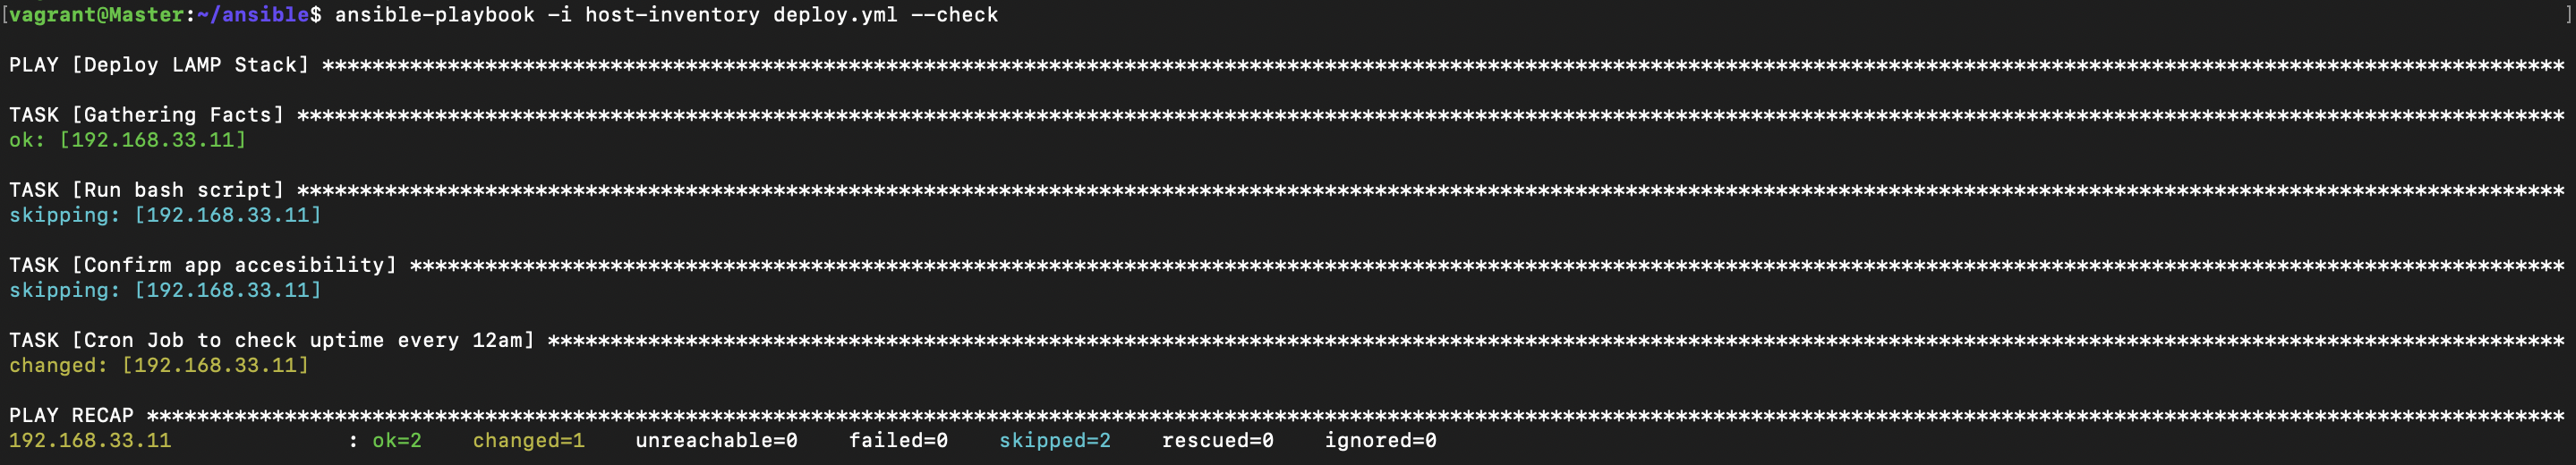 [vagrant@Master:~/ansible$ ansible-playbook -i host-inventory deploy.yml --check ]
PLAY [Deploy LAMP Stack] ************************************************************************************************************************************************************************************
TASK [Gathering Facts] **************************************************************************************************************************************************************************************
ok: [192.168.33.11]
TASK [Run bash script] **************************************************************************************************************************************************************************************
skipping: [192.168.33.11]
TASK [Confirm app accesibility] *****************************************************************************************************************************************************************************
skipping: [192.168.33.11]
TASK [Cron Job to check uptime every 12am] ******************************************************************************************************************************************************************
changed: [192.168.33.11]
PLAY RECAP **************************************************************************************************************************************************************************************************
192.168.33.11 : ok=2 changed=1 unreachable=0 failed=0 skipped=2 rescued=0 ignored=0